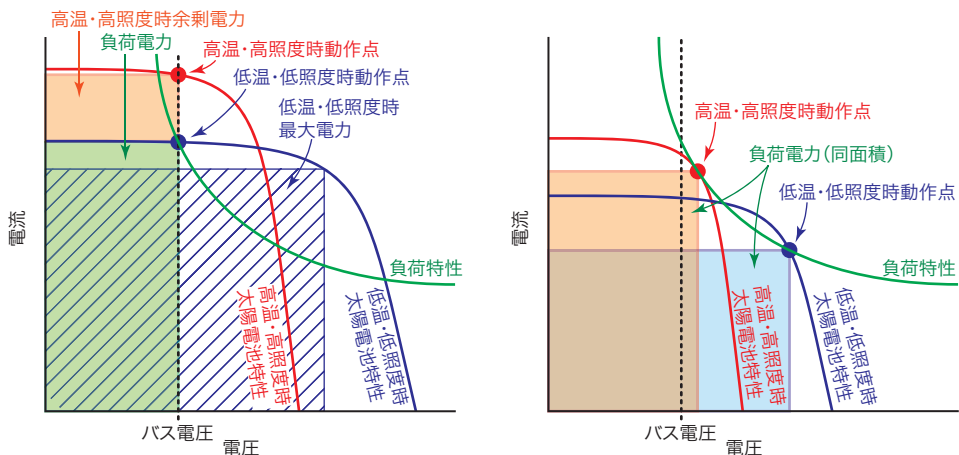 高温・高照度時余剰電力
負荷電力
高温・高照度時動作点
低温・低照度時動作点
低温・低照度時
最大電力
負荷特性
高温・高照度時
太陽電池特性
低温・低照度時
太陽電池特性
電流
バス電圧
電圧
高温・高照度時動作点
負荷電力（同面積）
低温・低照度時動作点
負荷特性
高温・高照度時
太陽電池特性
低温・低照度時
太陽電池特性
電流
バス電圧
電圧